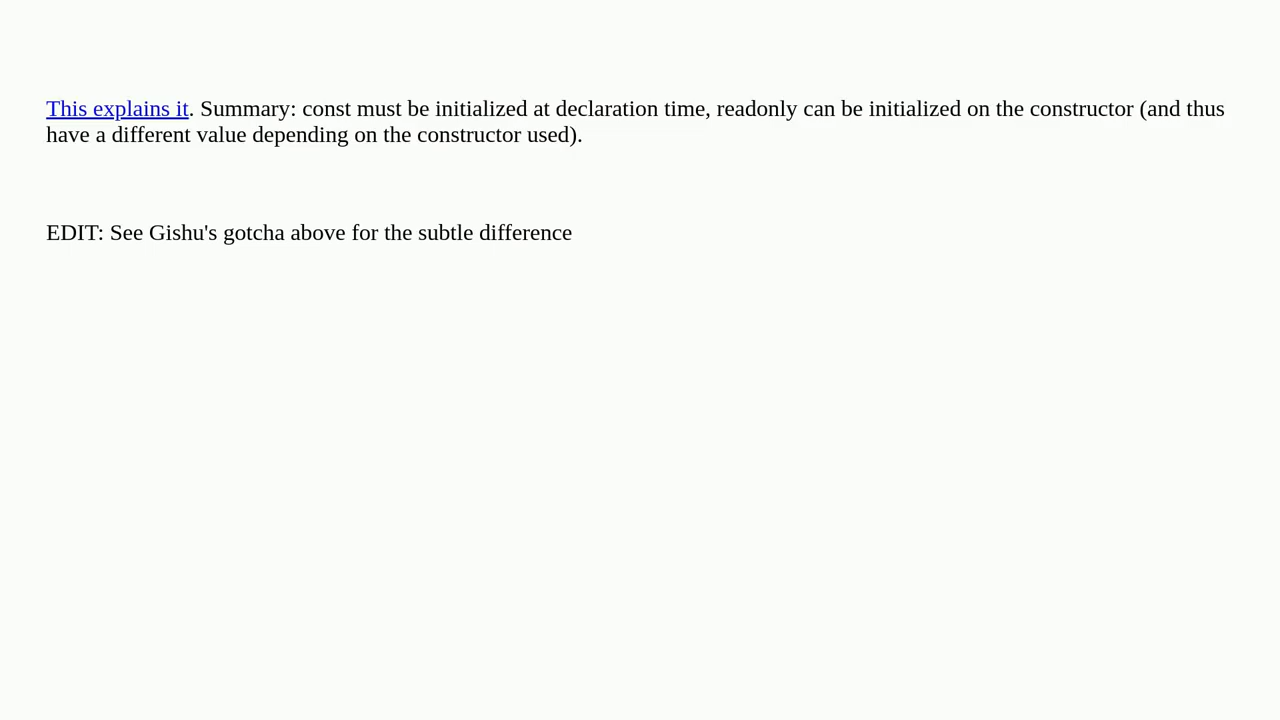 This explains it. Summary: const must be initialized at declaration time, readonly can be initialized on the constructor (and thus
have a different value depending on the constructor used).
EDIT: See Gishu's gotcha above for the subtle difference